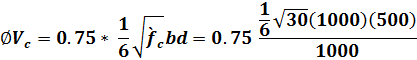 ∅V_c = 0.75 * 1/6 √f̀_c bd = 0.75 (1/6 √30(1000)(500))/1000